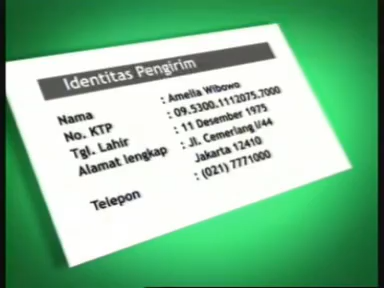 Identitas Pengirim
Nama : Amelia Wibowo
No. KTP : 09.5300.1112075.7000
Tgl. Lahir : 11 Desember 1975
Alamat lengkap : Jl. Cemerlang I/44
Jakarta 12410
Telepon : (021) 7771000